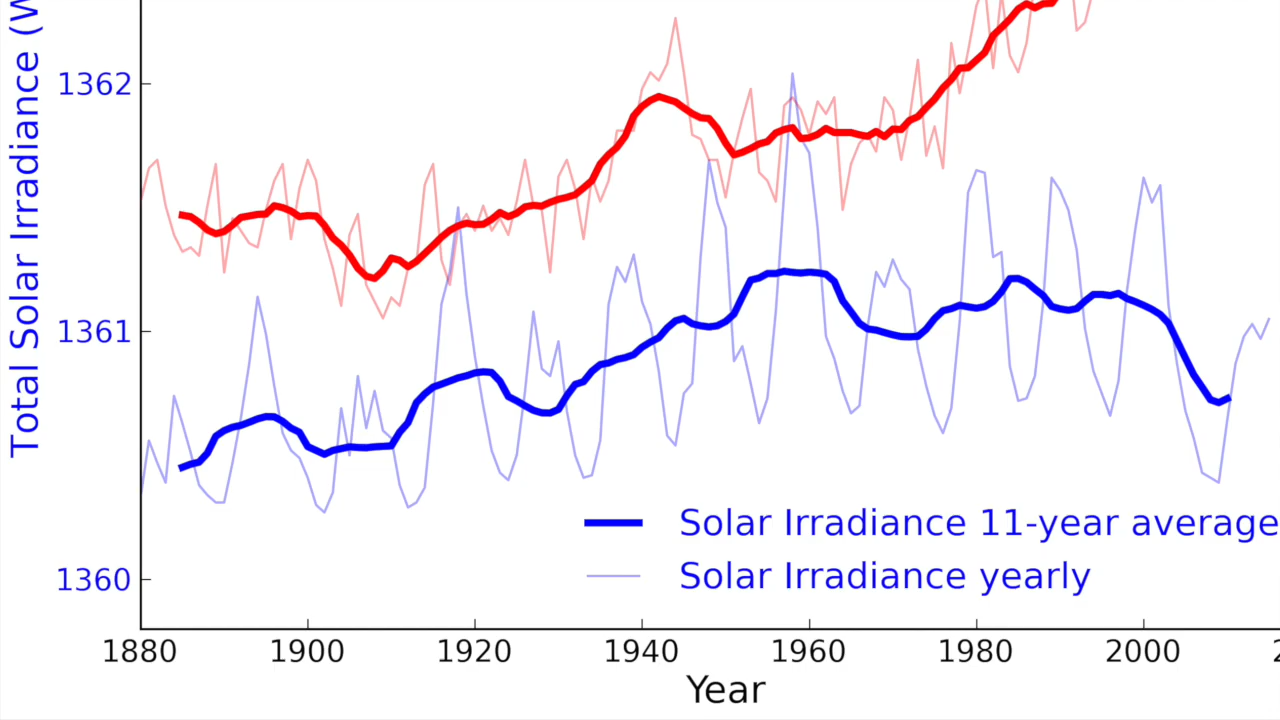 Total Solar Irradiance (W
1362
1361
1360
Solar Irradiance 11-year average
Solar Irradiance yearly
1880 1900 1920 1940 1960 1980 2000 2
Year